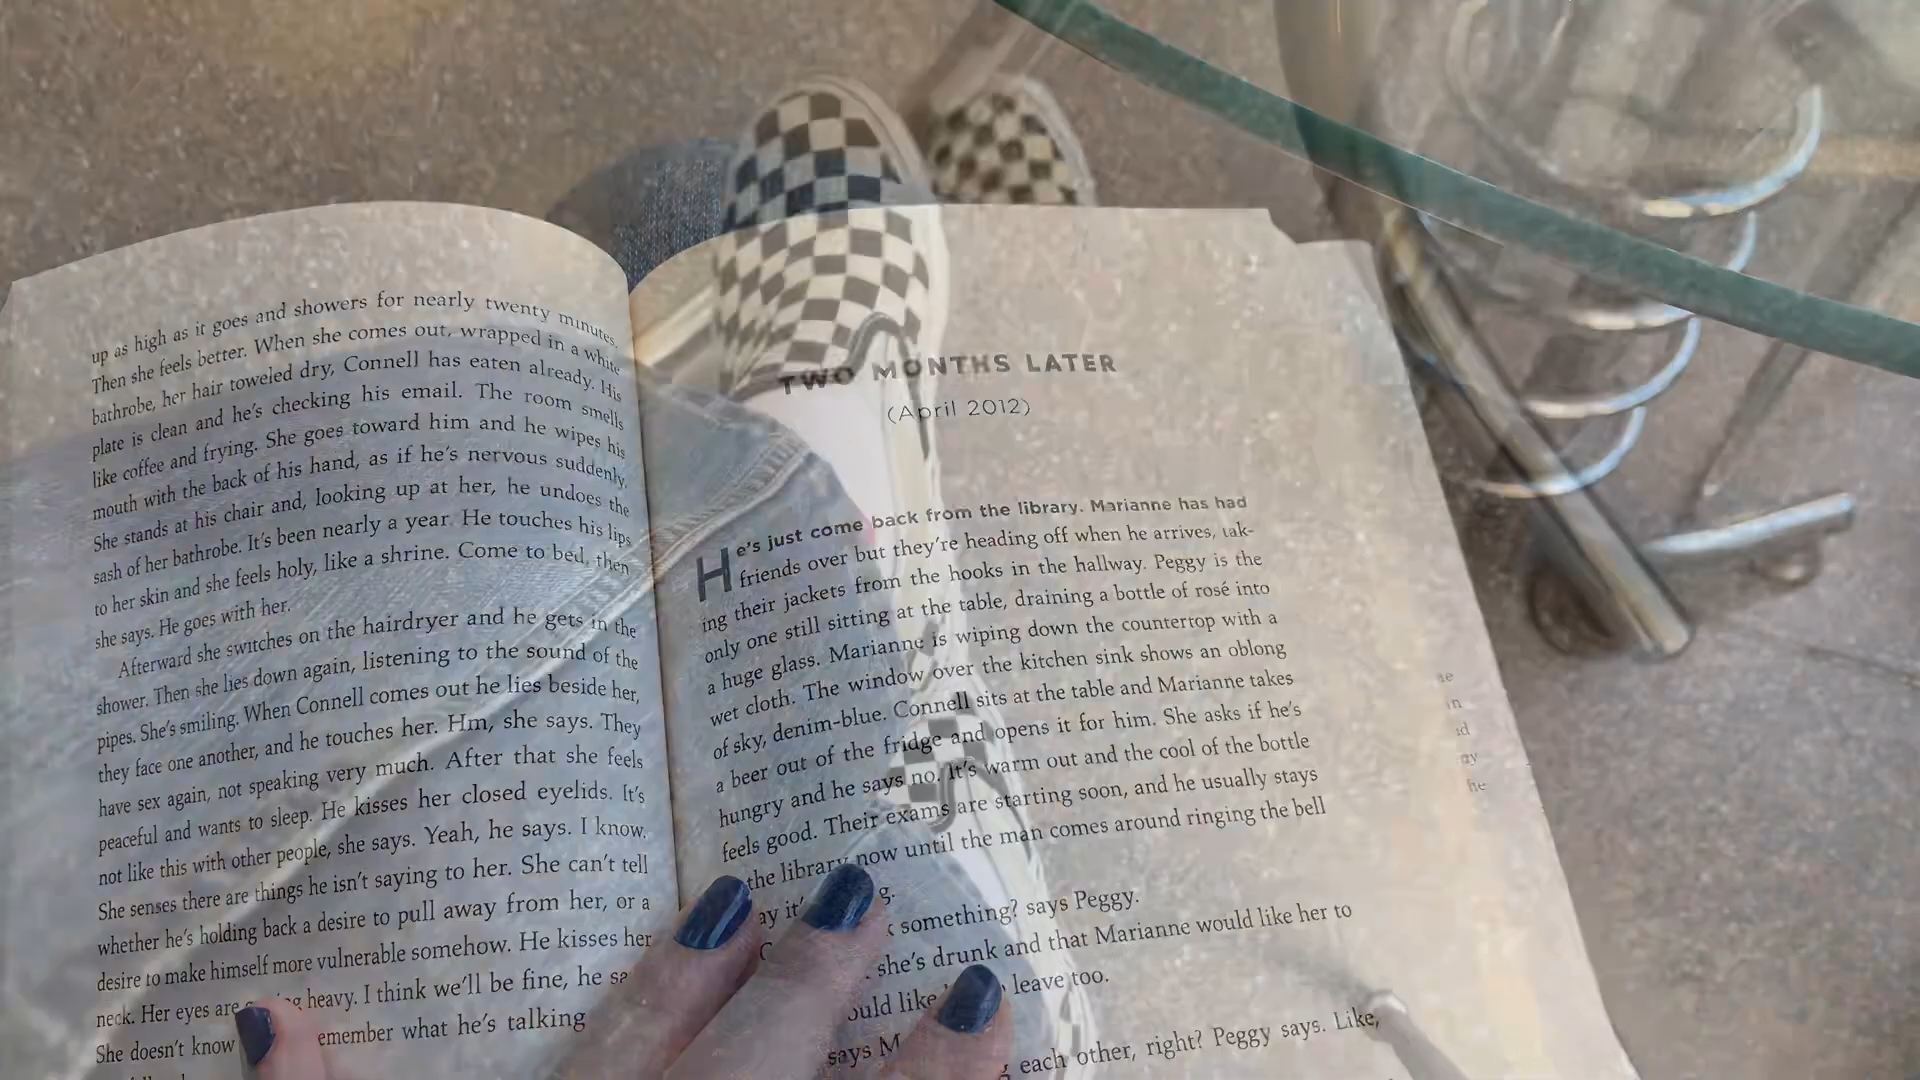 up as high as it goes and showers for nearly twenty minutes.
Then she feels better. When she comes out, wrapped in a white
bathrobe, her hair toweled dry, Connell has eaten already. His
plate is clean and he's checking his email. The room smells
like coffee and frying. She goes toward him and he wipes his
mouth with the back of his hand, as if he's nervous suddenly.
She stands at his chair and, looking up at her, he undoes the
sash of her bathrobe. It's been nearly a year. He touches his lips
to her skin and she feels holy, like a shrine. Come to bed, then
she says. He goes with her.
Afterward she switches on the hairdryer and he gets in the
shower. Then she lies down again, listening to the sound of the
pipes. She's smiling. When Connell comes out he lies beside her,
they face one another, and he touches her. Hm, she says. They
have sex again, not speaking very much. After that she feels
peaceful and wants to sleep. He kisses her closed eyelids. It's
not like this with other people, she says. Yeah, he says. I know.
She senses there are things he isn't saying to her. She can't tell
whether he's holding back a desire to pull away from her, or a
desire to make himself more vulnerable somehow. He kisses her
neck. Her eyes are heavy. I think we'll be fine, he
She doesn't know emember what he's talking
TWO MONTHS LATER
(April 2012)
He's just come back from the library. Marianne has had
friends over but they're heading off when he arrives, tak-
ing their jackets from the hooks in the hallway. Peggy is the
only one still sitting at the table, draining a bottle of rosé into
a huge glass. Marianne is wiping down the countertop with a
wet cloth. The window over the kitchen sink shows an oblong
of sky, denim-blue. Connell sits at the table and Marianne takes
a beer out of the fridge and opens it for him. She asks if he's
hungry and he says no. It's warm out and the cool of the bottle
feels good. Their exams are starting soon, and he usually stays
the library now until the man comes around ringing the bell
ay it' g.
something? says Peggy.
she's drunk and that Marianne would like her to
ould like leave too.
says M
each other, right? Peggy says. Like,